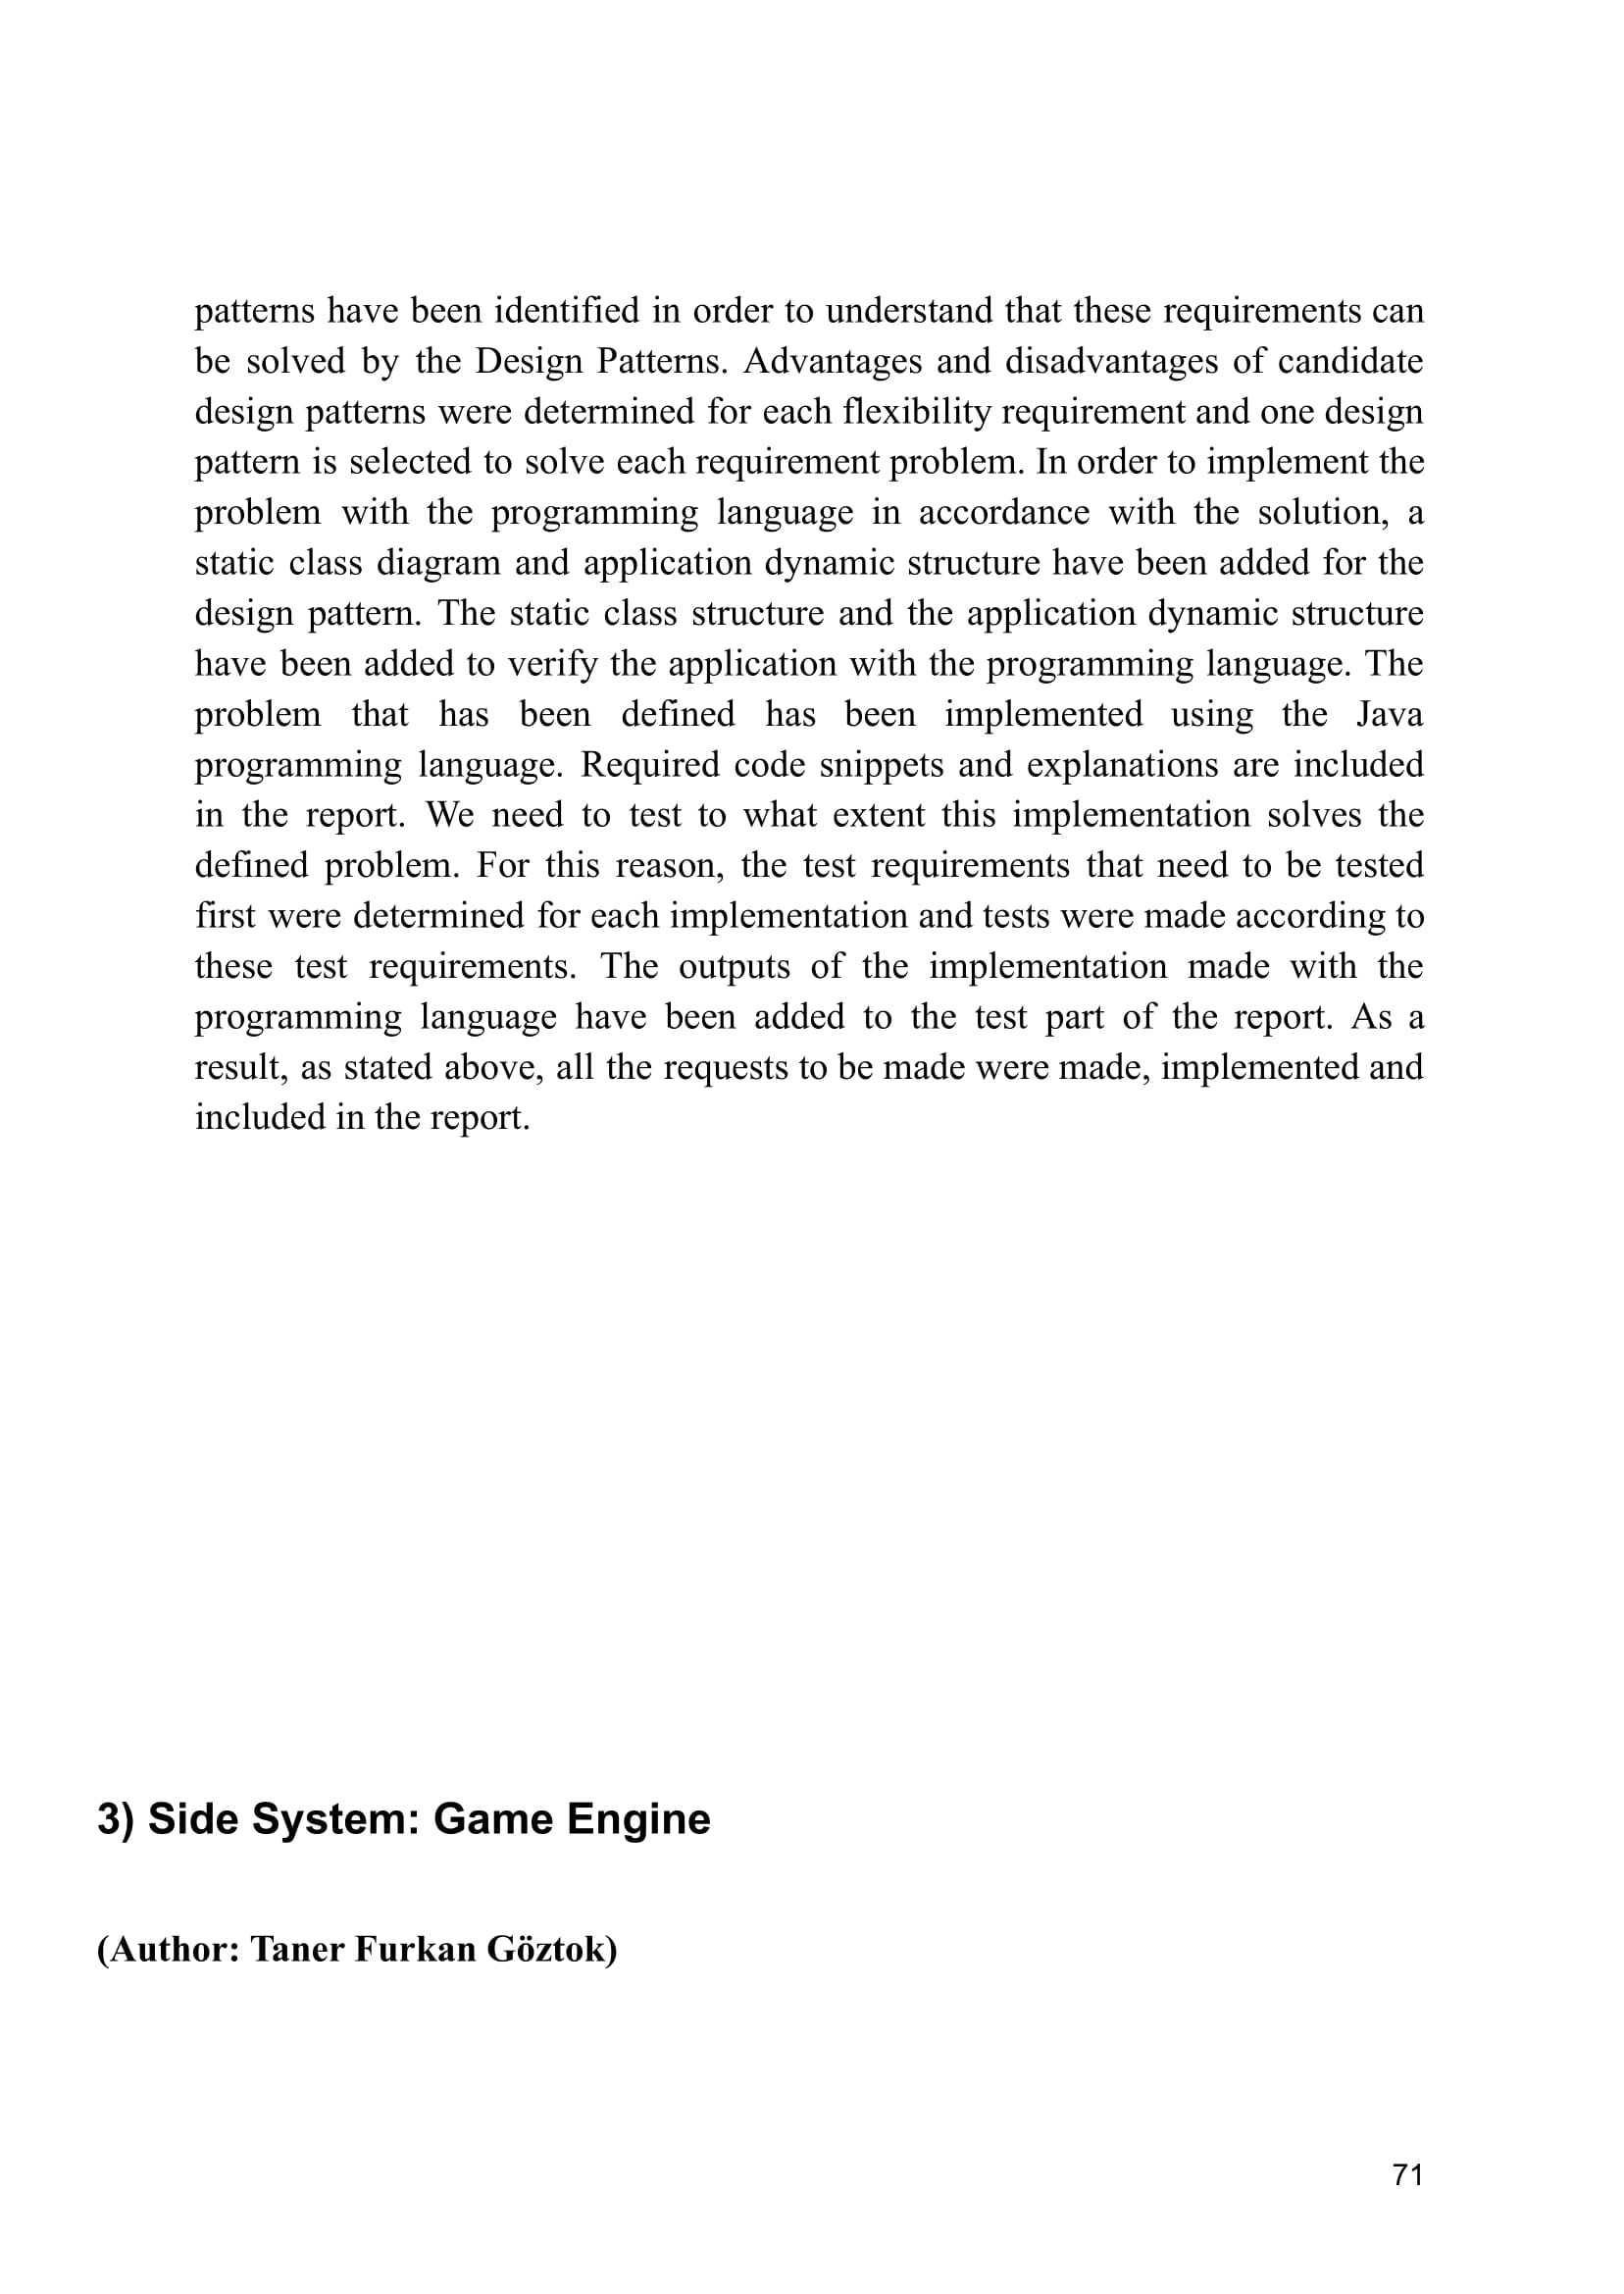 patterns have been identified in order to understand that these requirements can
be solved by the Design Patterns. Advantages and disadvantages of candidate
design patterns were determined for each flexibility requirement and one design
pattern is selected to solve each requirement problem. In order to implement the
problem with the programming language in accordance with the solution, a
static class diagram and application dynamic structure have been added for the
design pattern. The static class structure and the application dynamic structure
have been added to verify the application with the programming language. The
problem that has been defined has been implemented using the Java
programming language. Required code snippets and explanations are included
in the report. We need to test to what extent this implementation solves the
defined problem. For this reason, the test requirements that need to be tested
first were determined for each implementation and tests were made according to
these test requirements. The outputs of the implementation made with the
programming language have been added to the test part of the report. As a
result, as stated above, all the requests to be made were made, implemented and
included in the report.
3) Side System: Game Engine
(Author: Taner Furkan Göztok)
71